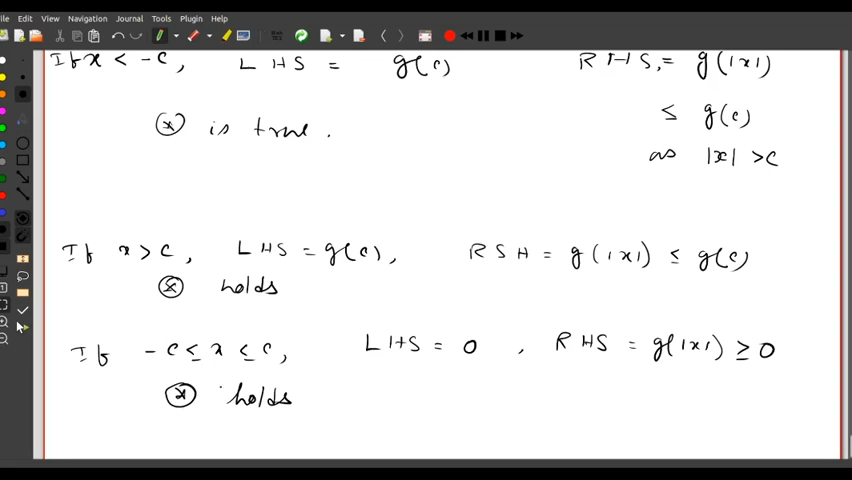 File Edit View Navigation Journal Tools Plugin Help
If x < -c, LHS = g(c) RHS, = g(|x|)
≤ g(c)
(*) is true.
as |x| > c
If x > c, LHS = g(c), RSH = g(|x|) ≤ g(c)
(*) holds
If -c ≤ x ≤ c, LHS = 0, RHS = g(|x|) ≥ 0
(*) holds